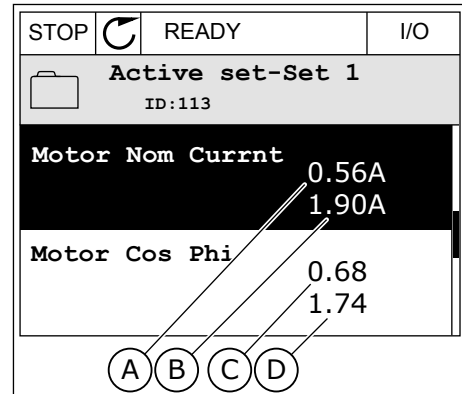 STOP READY I/O
Active set-Set 1
ID:113
Motor Nom Currnt
0.56A
1.90A
Motor Cos Phi
0.68
1.74
A B C D